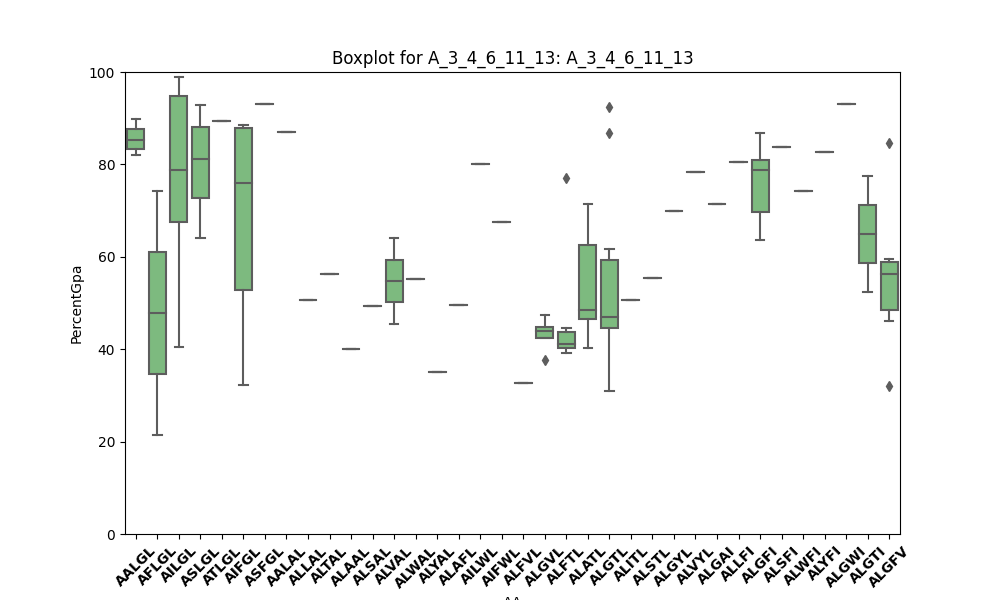 Boxplot for A_3_4_6_11_13: A_3_4_6_11_13
PercentGpa
100
80
60
40
20
0
AALGL
AFLGL
AILGL
ASLGL
ATLGL
AIFGL
ASFGL
AALAL
ALLAL
ALTAL
ALAAL
ALSAL
ALVAL
ALWAL
ALYAL
ALAFL
AILWL
AIFWL
ALFVL
ALGVL
ALFTL
ALATL
ALGTL
ALITL
ALSTL
ALGYL
ALVYL
ALGAI
ALLFI
ALGFI
ALSFI
ALWFI
ALYFI
ALGWI
ALGTI
ALGFV